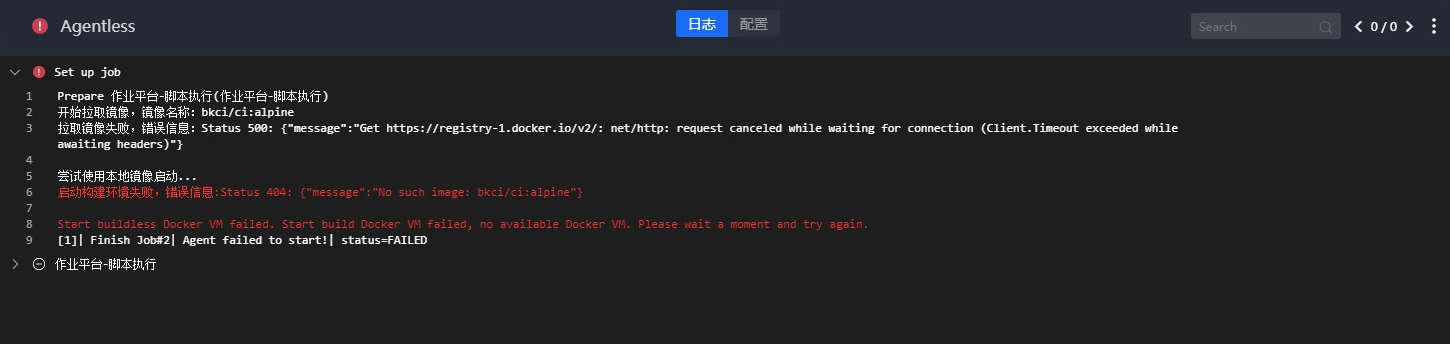 Agentless
日志 配置
Search
0/0
Set up job
1 Prepare 作业平台-脚本执行(作业平台-脚本执行)
2 开始拉取镜像，镜像名称：bkci/ci:alpine
3 拉取镜像失败，错误信息：Status 500: {"message":"Get https://registry-1.docker.io/v2/: net/http: request canceled while waiting for connection (Client.Timeout exceeded while
awaiting headers)"}
4
5 尝试使用本地镜像启动...
6 启动构建环境失败，错误信息:Status 404: {"message":"No such image: bkci/ci:alpine"}
7
8 Start buildless Docker VM failed. Start build Docker VM failed, no available Docker VM. Please wait a moment and try again.
9 [1]| Finish Job#2| Agent failed to start!| status=FAILED
作业平台-脚本执行